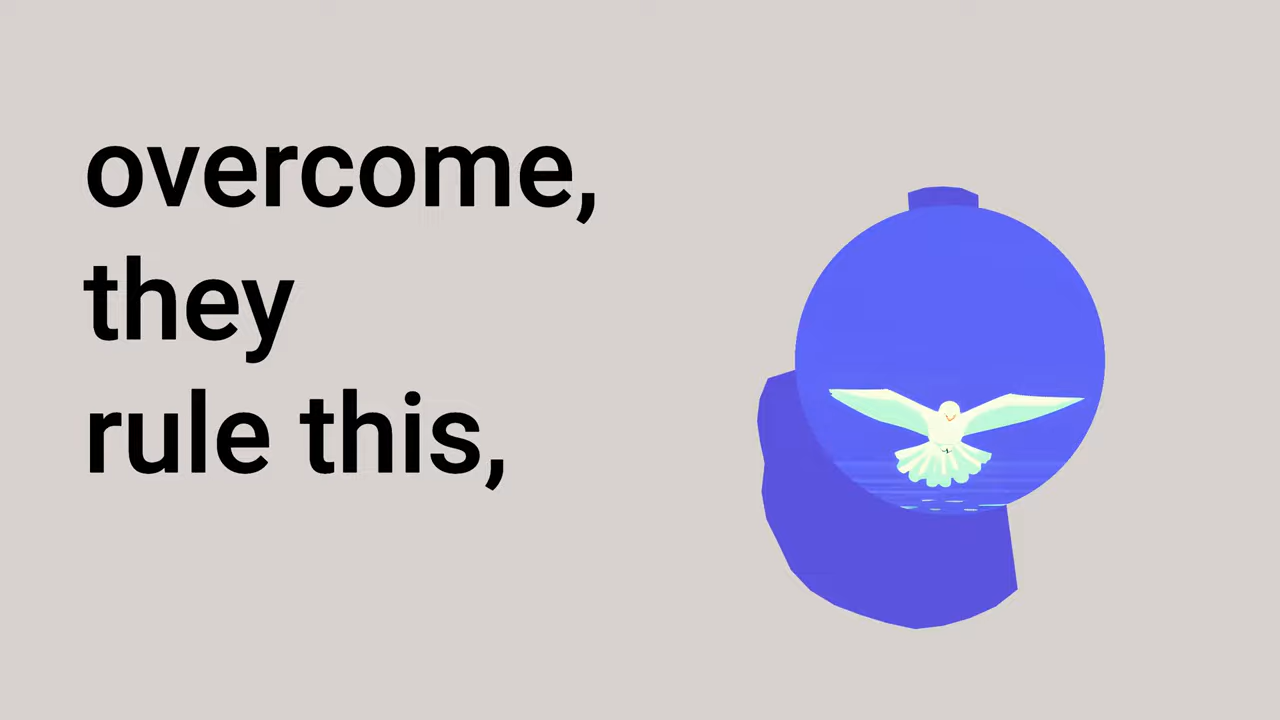 overcome,
they
rule this,